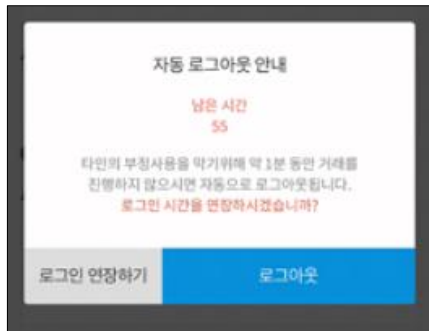 자동 로그아웃 안내
남은 시간
55
타인의 부정사용을 막기위해 약 1분 동안 거래를
진행하지 않으시면 자동으로 로그아웃됩니다.
로그인 시간을 연장하시겠습니까?
로그인 연장하기
로그아웃